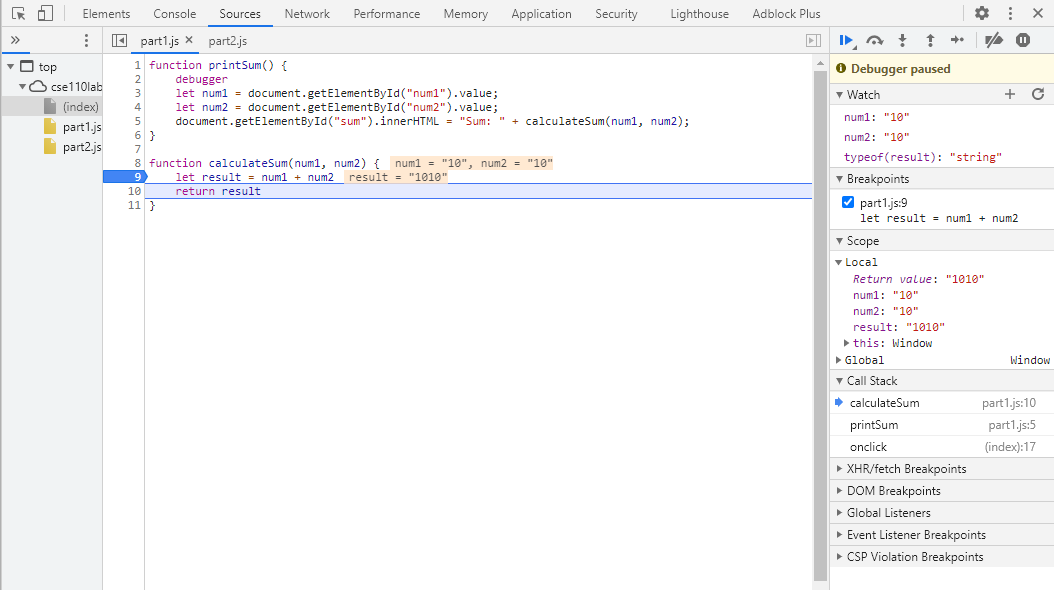 Elements Console Sources Network Performance Memory Application Security Lighthouse Adblock Plus
part1.js part2.js
top
cse110lab
(index)
part1.js
part2.js
1 function printSum() {
2 debugger
3 let num1 = document.getElementById("num1").value;
4 let num2 = document.getElementById("num2").value;
5 document.getElementById("sum").innerHTML = "Sum: " + calculateSum(num1, num2);
6 }
7
8 function calculateSum(num1, num2) { num1 = "10", num2 = "10"
9 let result = num1 + num2 result = "1010"
10 return result
11 }
Debugger paused
Watch
num1: "10"
num2: "10"
typeof(result): "string"
Breakpoints
part1.js:9
let result = num1 + num2
Scope
Local
Return value: "1010"
num1: "10"
num2: "10"
result: "1010"
this: Window
Global Window
Call Stack
calculateSum part1.js:10
printSum part1.js:5
onclick (index):17
XHR/fetch Breakpoints
DOM Breakpoints
Global Listeners
Event Listener Breakpoints
CSP Violation Breakpoints